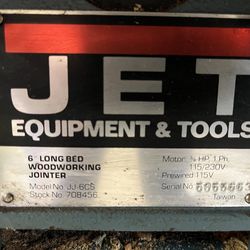 JET
EQUIPMENT & TOOLS
6" LONG BED
WOODWORKING
JOINTER
Model No. JJ-6CS
Stock No. 708456
Motor: ¾ HP, 1 Ph.
115/230V
Prewired 115V
Serial No.
Taiwan